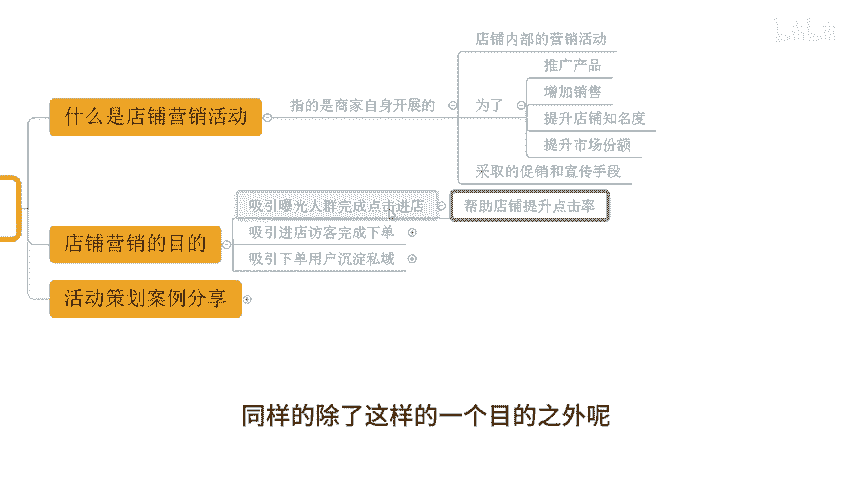 店铺内部的营销活动
推广产品
什么是店铺营销活动
指的是商家自身开展的
为了
增加销售
提升店铺知名度
提升市场份额
采取的促销和宣传手段
店铺营销的目的
吸引曝光人群完成点击进店
帮助店铺提升点击率
吸引进店访客完成下单
吸引下单用户沉淀私域
活动策划案例分享
同样的除了这样的一个目的之外呢